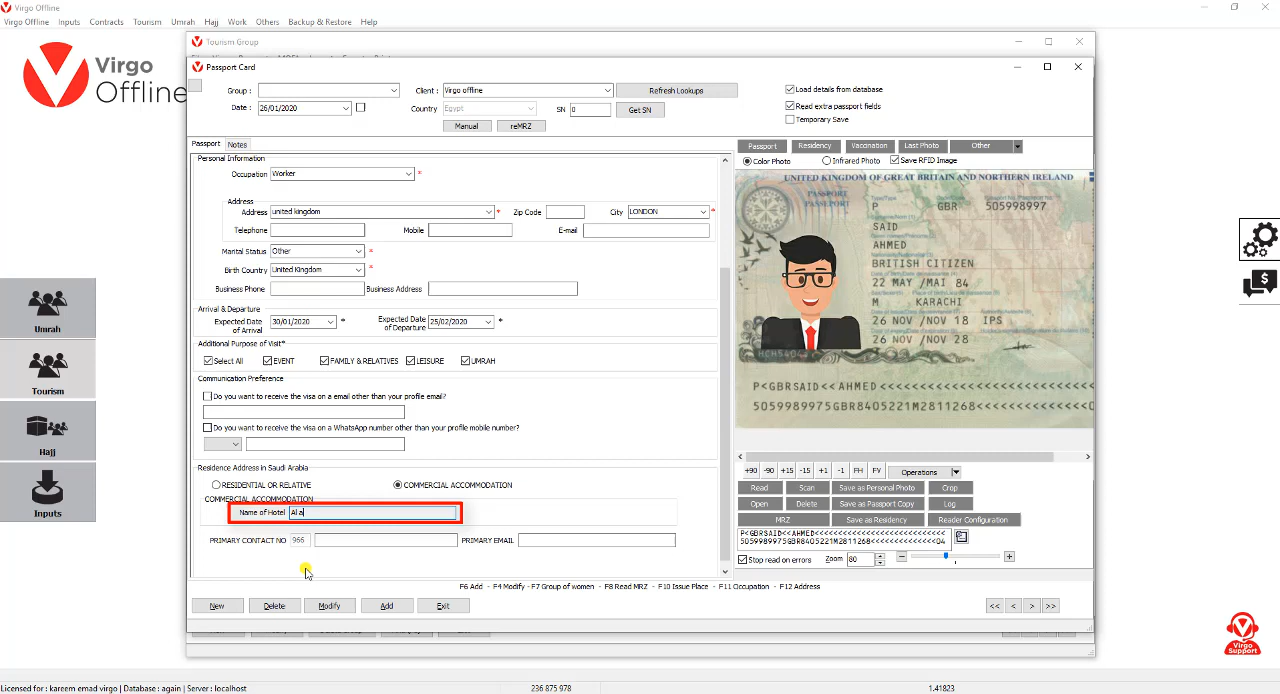 Virgo Offline
Virgo Offline Inputs Contracts Tourism Umrah Hajj Work Others Backup & Restore Help
Virgo
Offline
Tourism Group
Passport Card
Group : Client : Virgo offline Refresh Lookups
Date : 26/01/2020 Country Egypt SN 0 Get SN
Manual reMRZ
Load details from database
Read extra passport fields
Temporary Save
Passport Notes
Personal Information
Occupation Worker *
Address
Address united kingdom * Zip Code City LONDON *
Telephone Mobile E-mail
Marital Status Other *
Birth Country United Kingdom *
Business Phone Business Address
Arrival & Departure
Expected Date of Arrival 30/01/2020 * Expected Date of Departure 25/02/2020 *
Additional Purpose of Visit*
Select All EVENT FAMILY & RELATIVES LEISURE UMRAH
Communication Preference
Do you want to receive the visa on a email other than your profile email?
Do you want to receive the visa on a WhatsApp number other than your profile mobile number?
Residence Address in Saudi Arabia
RESIDENTIAL OR RELATIVE COMMERCIAL ACCOMMODATION
COMMERCIAL ACCOMMODATION
Name of Hotel Al a
PRIMARY CONTACT NO 966 PRIMARY EMAIL
F6 Add - F4 Modify - F7 Group of women - F8 Read MRZ - F10 Issue Place - F11 Occupation - F12 Address
New Delete Modify Add Exit << < > >>
Passport Residency Vaccination Last Photo Other
Color Photo Infrared Photo Save RFID Image
UNITED KINGDOM OF GREAT BRITAIN AND NORTHERN IRELAND
PASSPORT
PASSEPORT
P GBR 505998997
SAID
AHMED
BRITISH CITIZEN
22 MAY /MAI 84
M KARACHI
26 NOV /NOV 18 IPS
26 NOV /NOV 28
P<GBRSAID<<AHMED<<<<<<<<<<<<<<<<<<<<<<<<
5059989975GBR8405221M2811268<<<<<<<<<<<<<<0
+90 -90 +15 -15 +1 -1 FH FV Operations
Read Scan Save as Personal Photo Crop
Open Delete Save as Passport Copy Log
MRZ Save as Residency Reader Configuration
P<GBRSAID<<AHMED<<<<<<<<<<<<<<<<<<<<<<<<<<<<
5059989975GBR8405221M2811268<<<<<<<<<<<<<<04
Stop read on errors Zoom 80
Umrah
Tourism
Hajj
Inputs
Virgo
Support
Licensed for : kareem emad virgo | Database : again | Server : localhost 236 875 978 1.41823